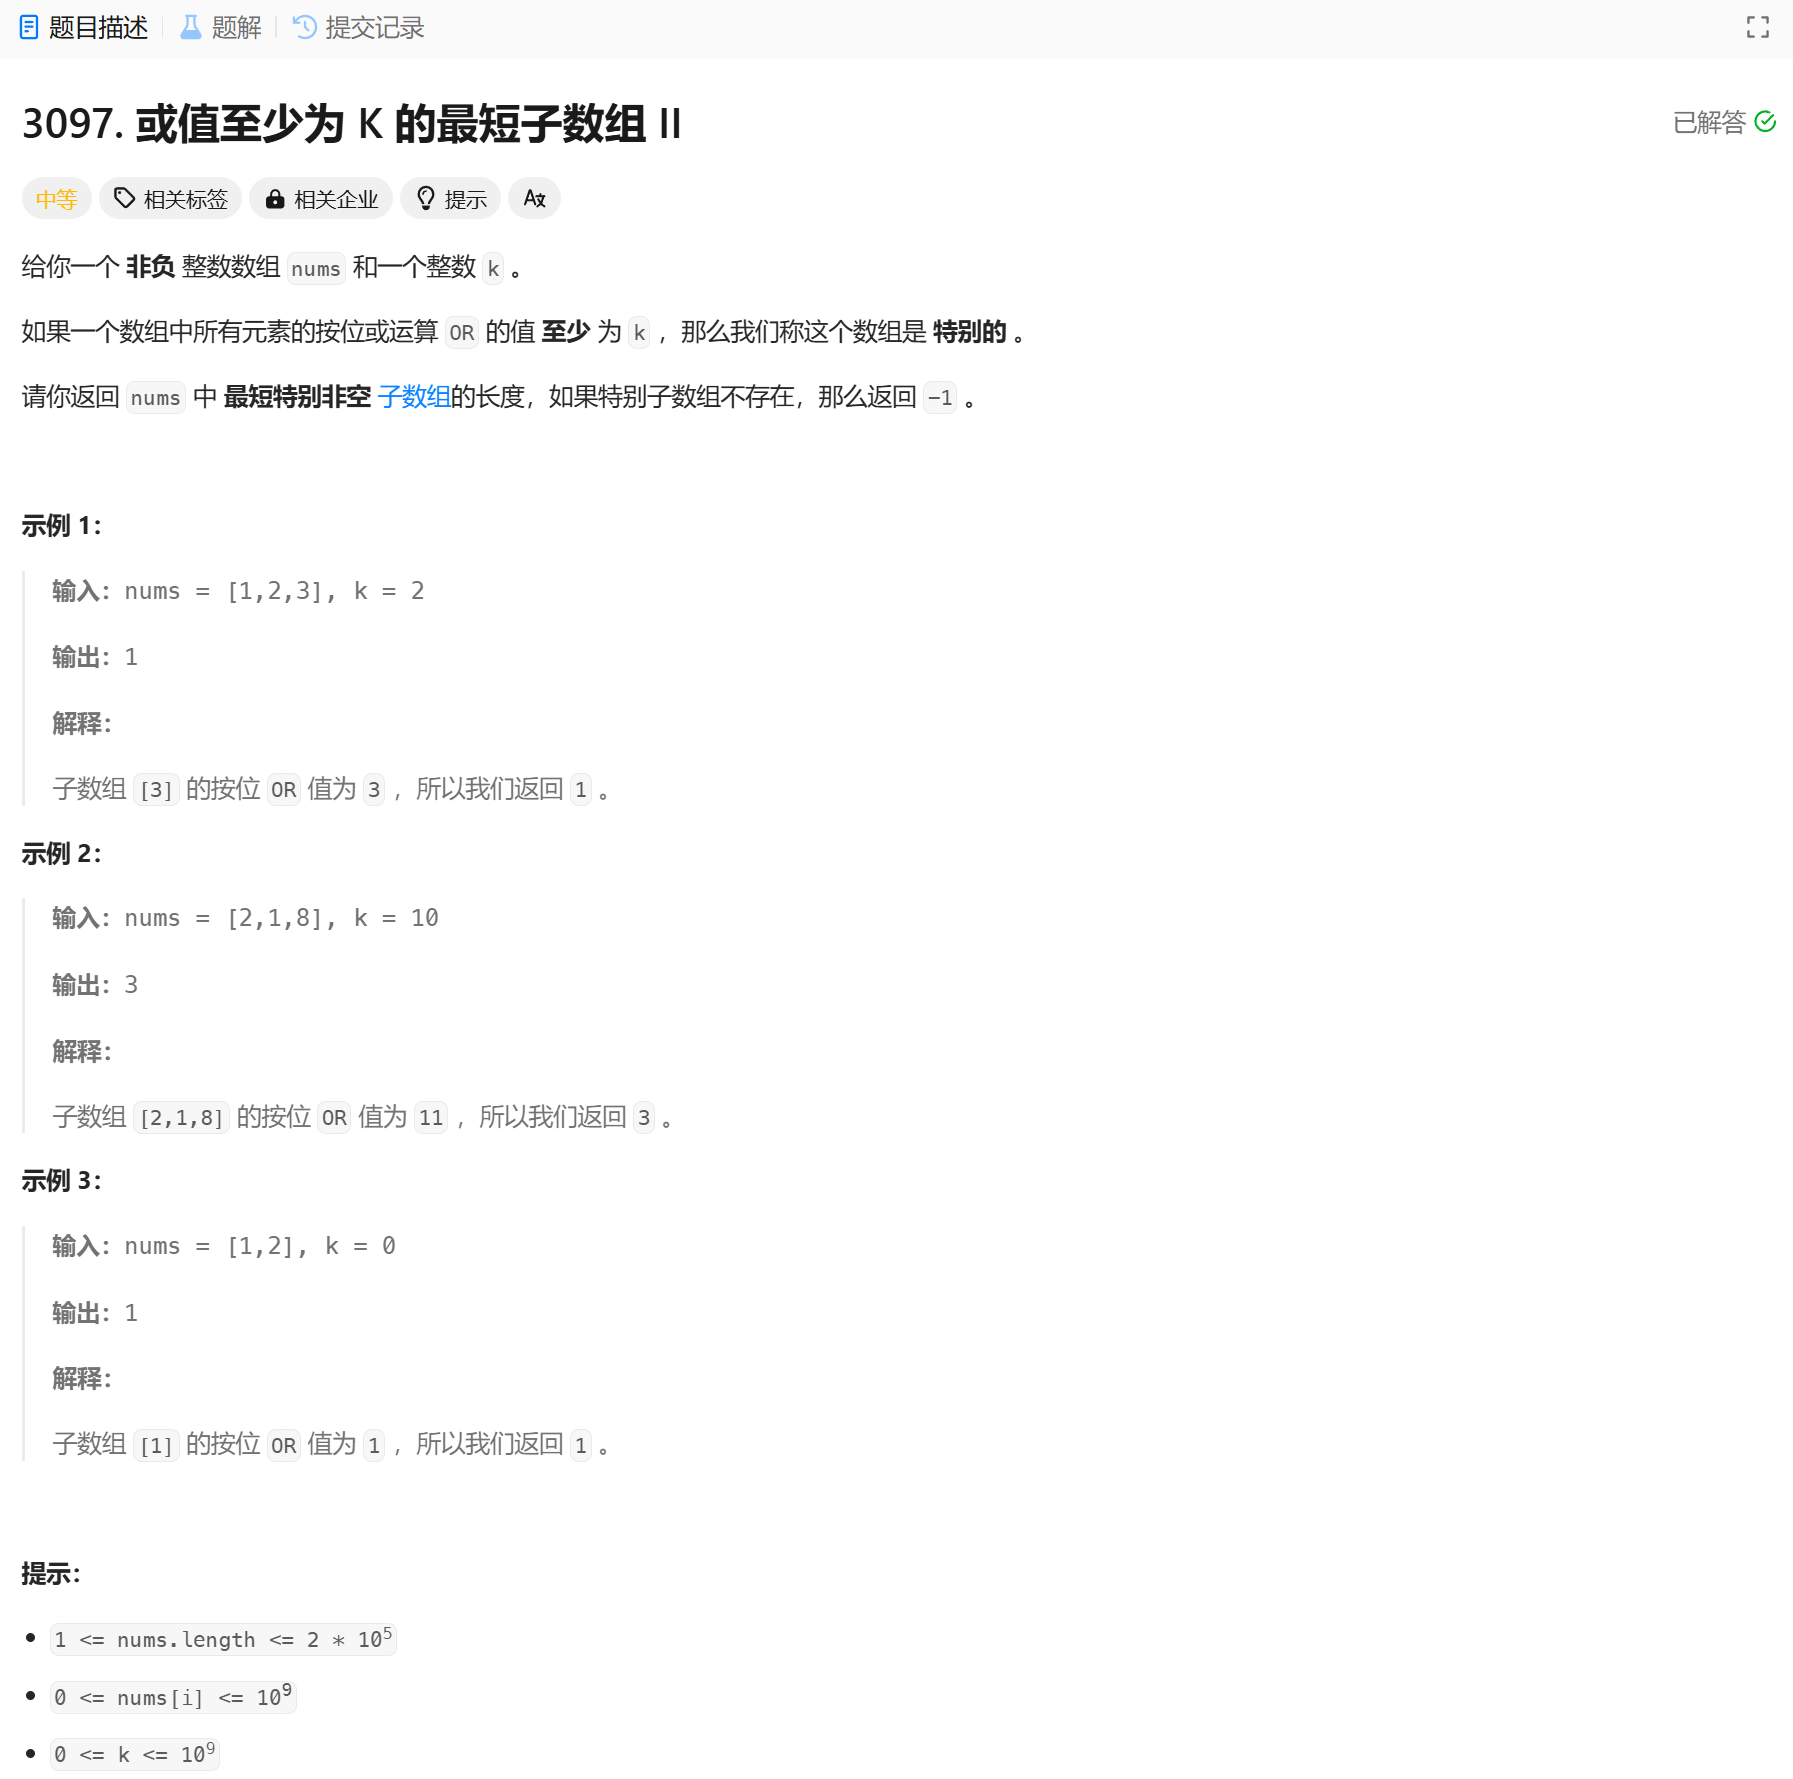 题目描述 题解 提交记录
3097. 或值至少为 K 的最短子数组 II
已解答
中等 相关标签 相关企业 提示 A文
给你一个 非负 整数数组 nums 和一个整数 k 。
如果一个数组中所有元素的按位或运算 OR 的值 至少 为 k ，那么我们称这个数组是 特别的 。
请你返回 nums 中 最短特别非空 子数组的长度，如果特别子数组不存在，那么返回 -1 。
示例 1：
输入：nums = [1,2,3], k = 2
输出：1
解释：
子数组 [3] 的按位 OR 值为 3 ，所以我们返回 1 。
示例 2：
输入：nums = [2,1,8], k = 10
输出：3
解释：
子数组 [2,1,8] 的按位 OR 值为 11 ，所以我们返回 3 。
示例 3：
输入：nums = [1,2], k = 0
输出：1
解释：
子数组 [1] 的按位 OR 值为 1 ，所以我们返回 1 。
提示：
1 <= nums.length <= 2 * 10⁵
0 <= nums[i] <= 10⁹
0 <= k <= 10⁹